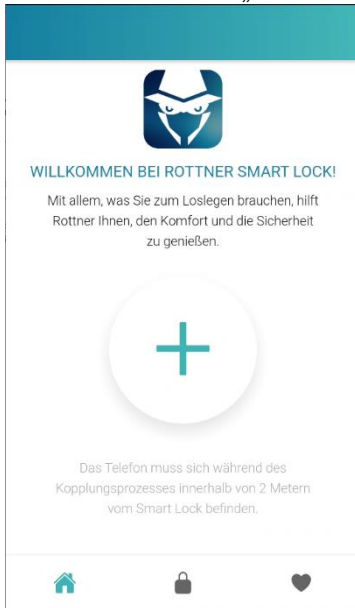 „
WILLKOMMEN BEI ROTTNER SMART LOCK!
Mit allem, was Sie zum Loslegen brauchen, hilft
Rottner Ihnen, den Komfort und die Sicherheit
zu genießen.
Das Telefon muss sich während des
Kopplungsprozesses innerhalb von 2 Metern
vom Smart Lock befinden.